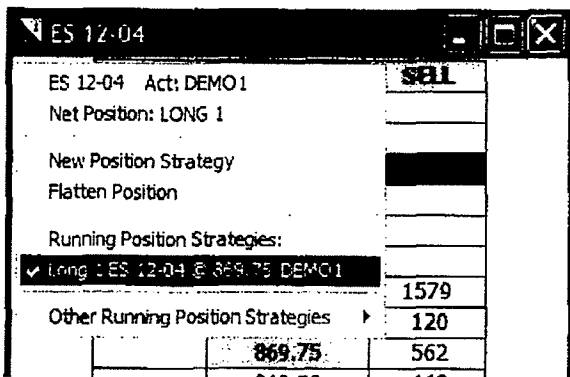 ES 12-04
SELL
ES 12-04 Act: DEMO1
Net Position: LONG 1
New Position Strategy
Flatten Position
Running Position Strategies:
Long 1 ES 12-04 @ 869.75 DEMO1
1579
Other Running Position Strategies
120
869.75 562